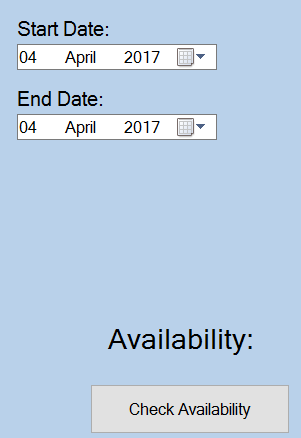 Start Date:
04 April 2017
End Date:
04 April 2017
Availability:
Check Availability